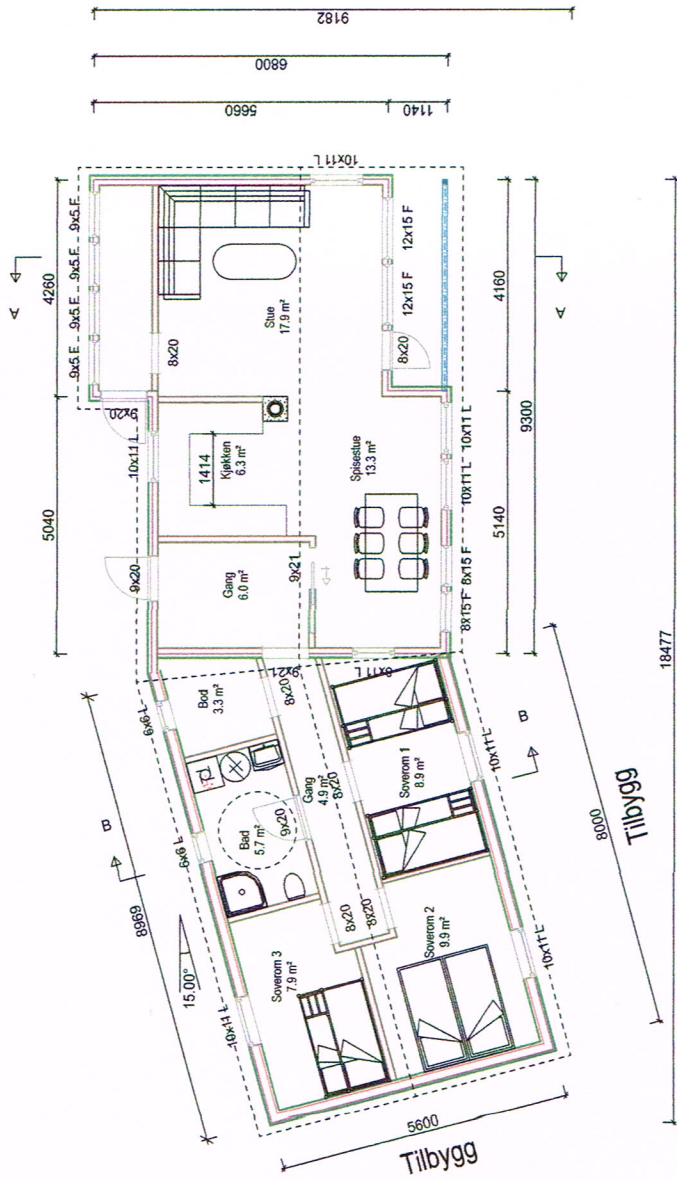 9182
6800
5660
1140
10x11 L
9x5 F
9x5 F
9x5 F
9x5 F
12x15 F
12x15 F
A
A
4260
4160
9300
Stue
17.9 m²
8x20
8x20
9x20
10x11 L
1414
Kjøkken
6.3 m²
Spisestue
13.3 m²
10x11 L
10x11 L
5040
5140
9x20
Gang
6.0 m²
9x21
8x15 F
8x15 F
18477
9x21
6x11 L
6x6 L
Bod
3.3 m²
8x20
Gang
4.9 m²
8x20
Soverom 1
8.9 m²
10x11 L
B
B
Bad
5.7 m²
9x20
6x6 L
8969
8000
Tilbygg
15.00°
8x20
8x20
Soverom 2
9.9 m²
10x11 L
Soverom 3
7.9 m²
10x11 L
5600
Tilbygg